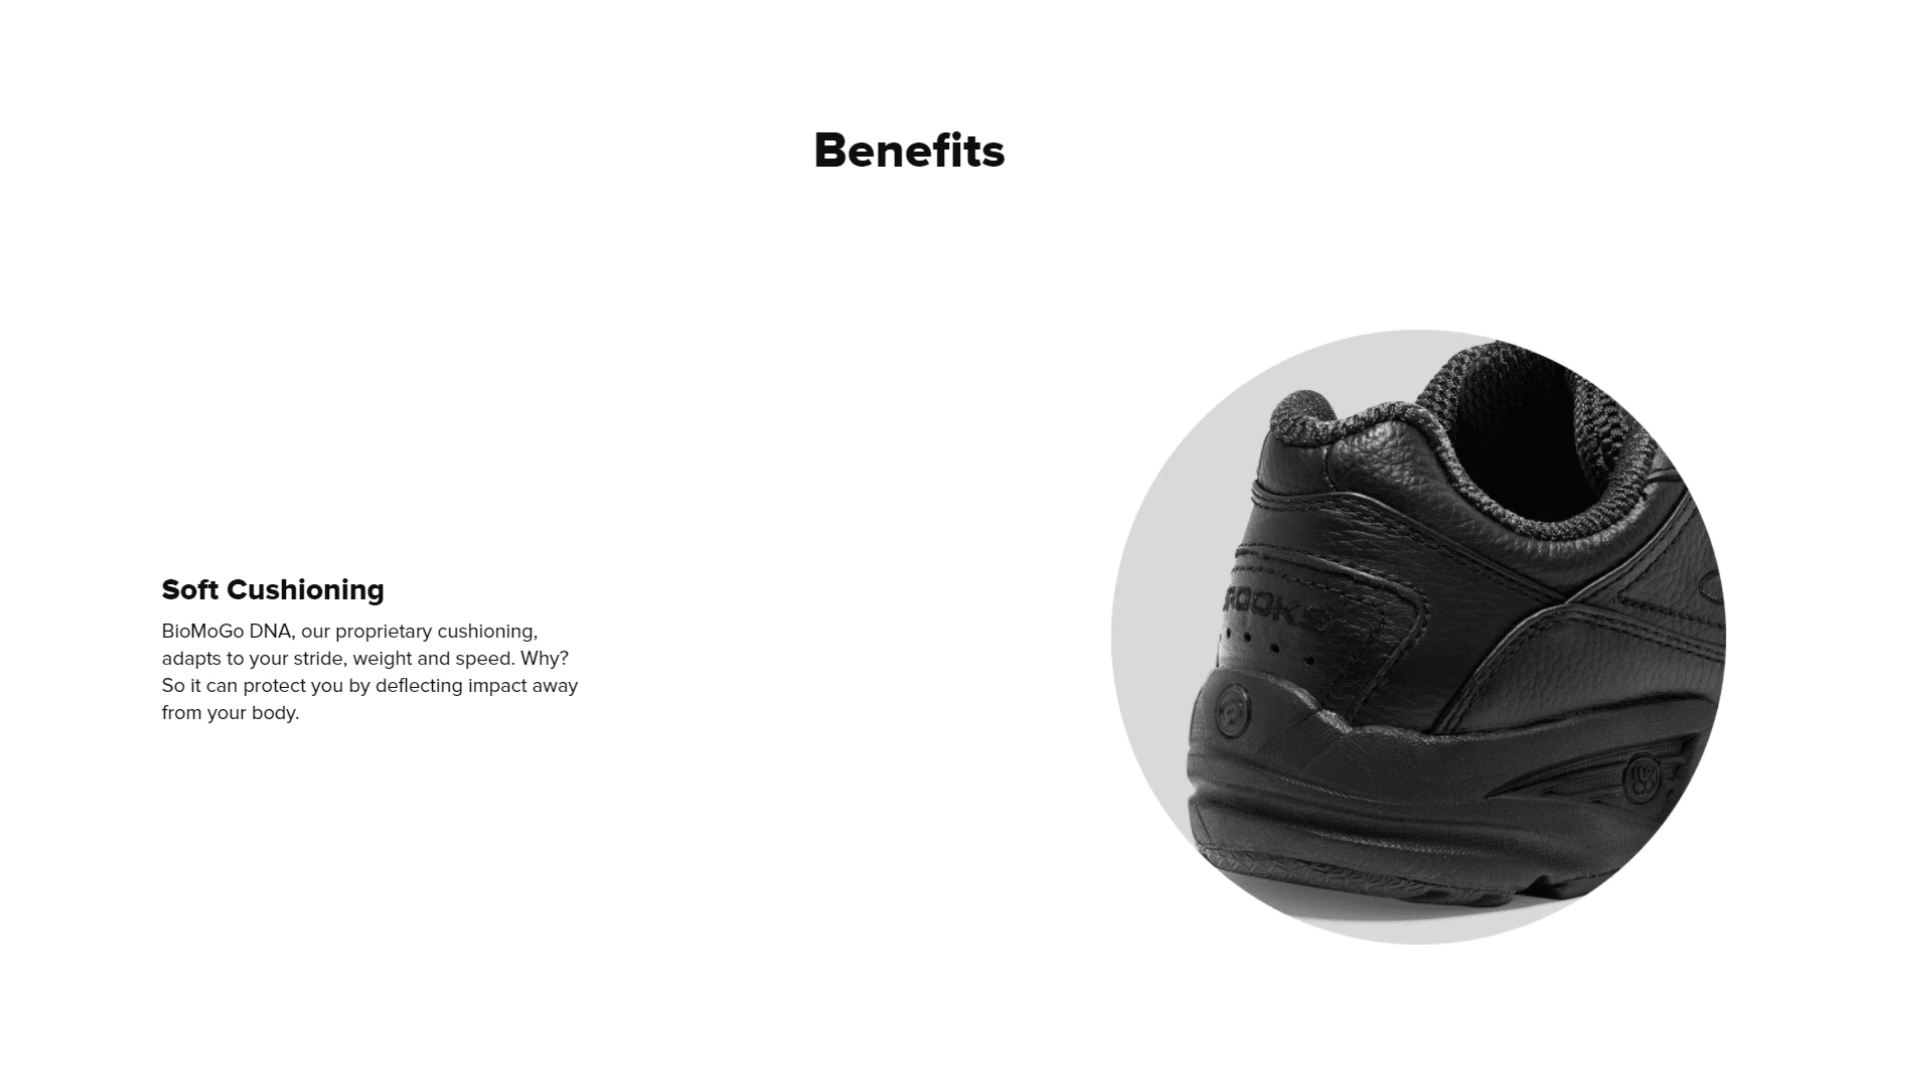 Benefits
Soft Cushioning
BioMoGo DNA, our proprietary cushioning,
adapts to your stride, weight and speed. Why?
So it can protect you by deflecting impact away
from your body.